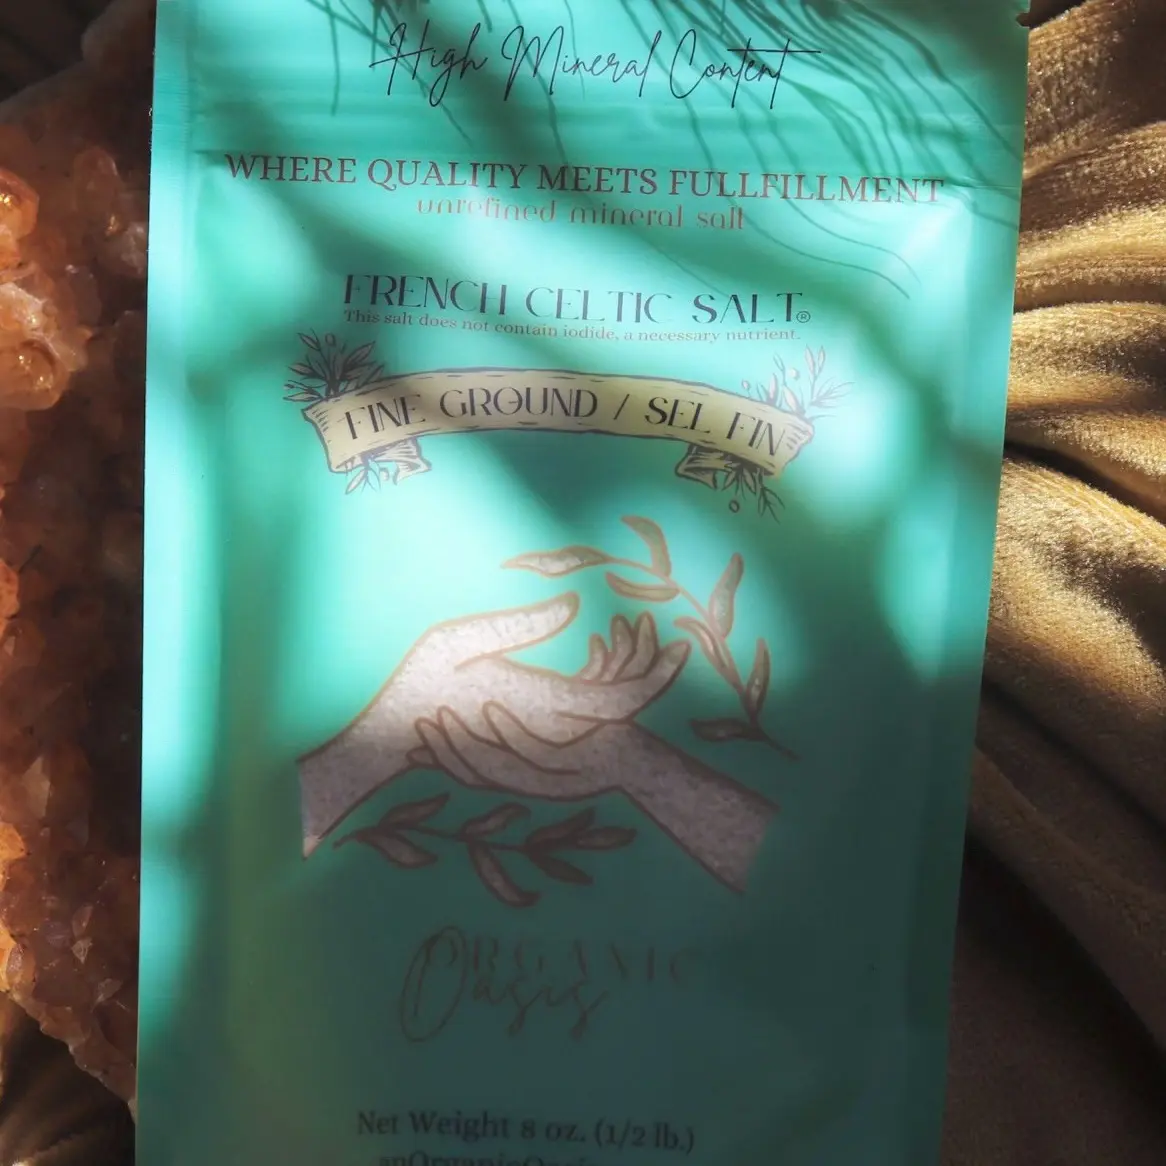 High Mineral Content
WHERE QUALITY MEETS FULLFILLMENT
unrefined mineral salt
FRENCH CELTIC SALT®
This salt does not contain iodide, a necessary nutrient.
FINE GROUND / SEL FIN
ORGANIC
Oasis
Net Weight 8 oz. (1/2 lb.)